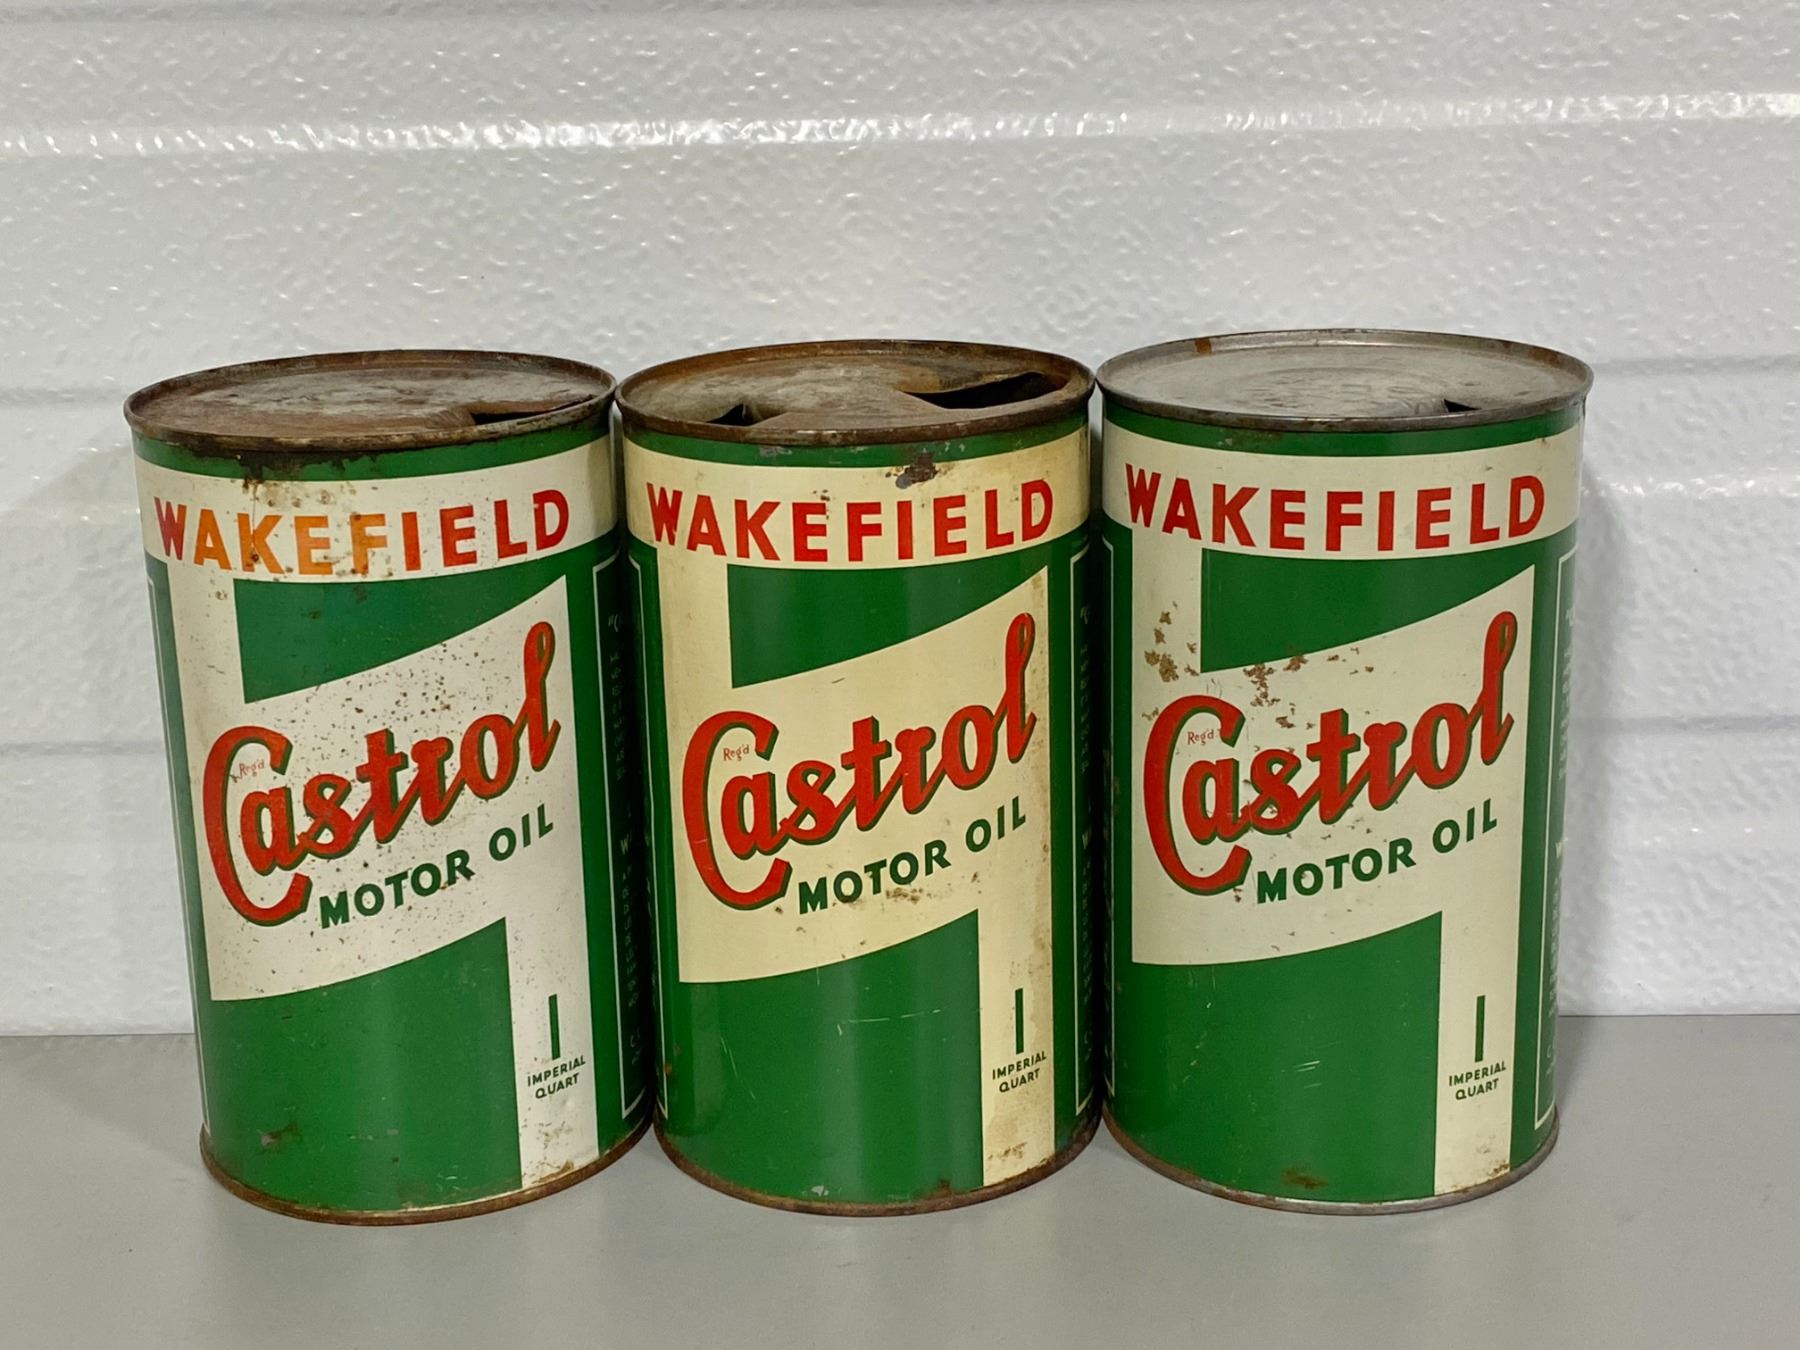 WAKEFIELD
Reg'd
Castrol
MOTOR OIL
1
IMPERIAL
QUART
WAKEFIELD
Reg'd
Castrol
MOTOR OIL
1
IMPERIAL
QUART
WAKEFIELD
Reg'd
Castrol
MOTOR OIL
1
IMPERIAL
QUART